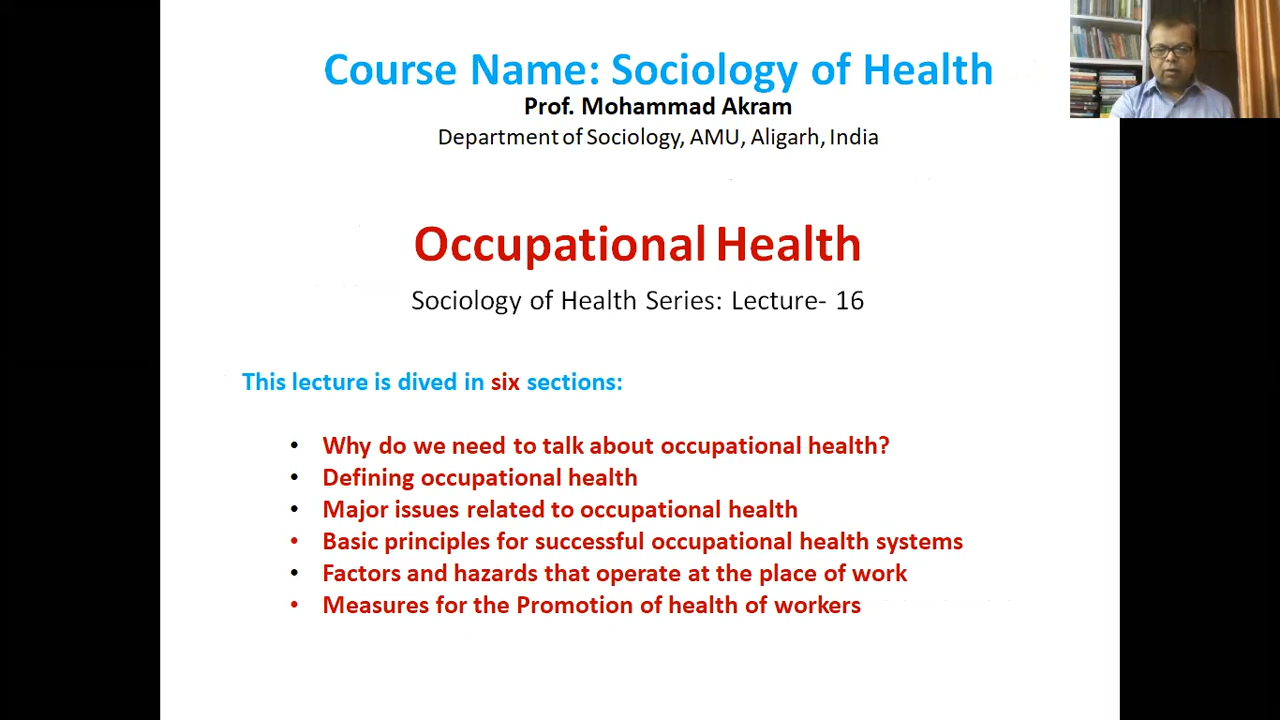 Course Name: Sociology of Health
Prof. Mohammad Akram
Department of Sociology, AMU, Aligarh, India
Occupational Health
Sociology of Health Series: Lecture- 16
This lecture is dived in six sections:
• Why do we need to talk about occupational health?
• Defining occupational health
• Major issues related to occupational health
• Basic principles for successful occupational health systems
• Factors and hazards that operate at the place of work
• Measures for the Promotion of health of workers